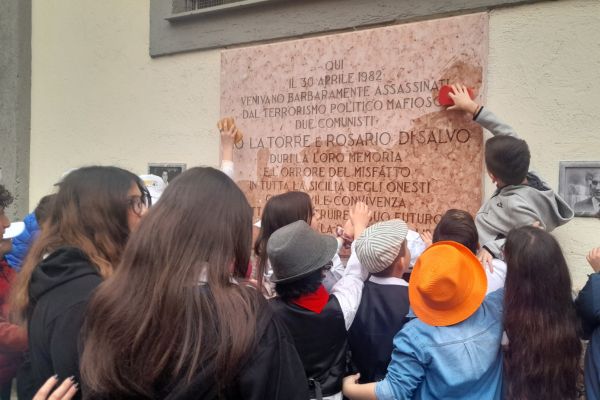 QUI
IL 30 APRILE 1982
VENIVANO BARBARAMENTE ASSASSINATI
DAL TERRORISMO POLITICO MAFIOSO
DUE COMUNISTI
O LA TORRE E ROSARIO DI SALVO
DURI LA LORO MEMORIA
E L'ORRORE DEL MISFATTO
IN TUTTA LA SICILIA DEGLI ONESTI
CONVIVENZA
SUO FUTURO